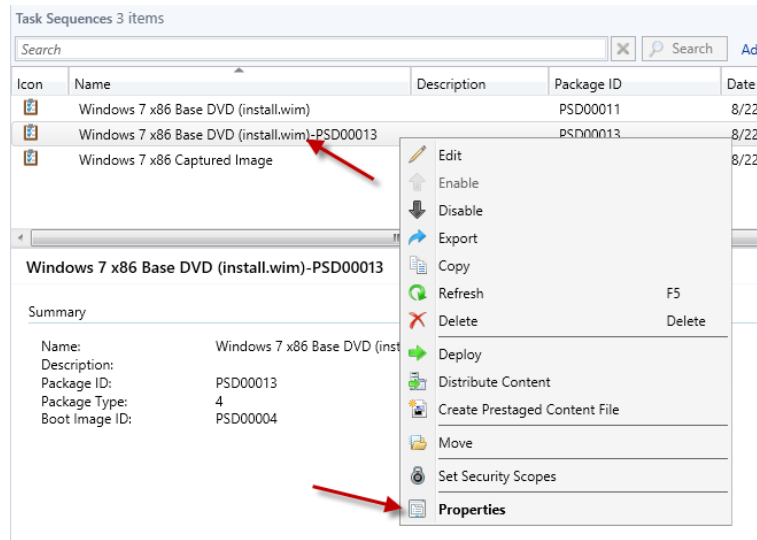 Task Sequences 3 items
Search Search Ad
Icon Name Description Package ID Date
Windows 7 x86 Base DVD (install.wim) PSD00011 8/22
Windows 7 x86 Base DVD (install.wim)-PSD00013 PSD00013 8/22
Windows 7 x86 Captured Image 8/22
Edit
Enable
Disable
Export
Copy
Refresh F5
Delete Delete
Deploy
Distribute Content
Create Prestaged Content File
Move
Set Security Scopes
Properties
Windows 7 x86 Base DVD (install.wim)-PSD00013
Summary
Name: Windows 7 x86 Base DVD (inst
Description:
Package ID: PSD00013
Package Type: 4
Boot Image ID: PSD00004